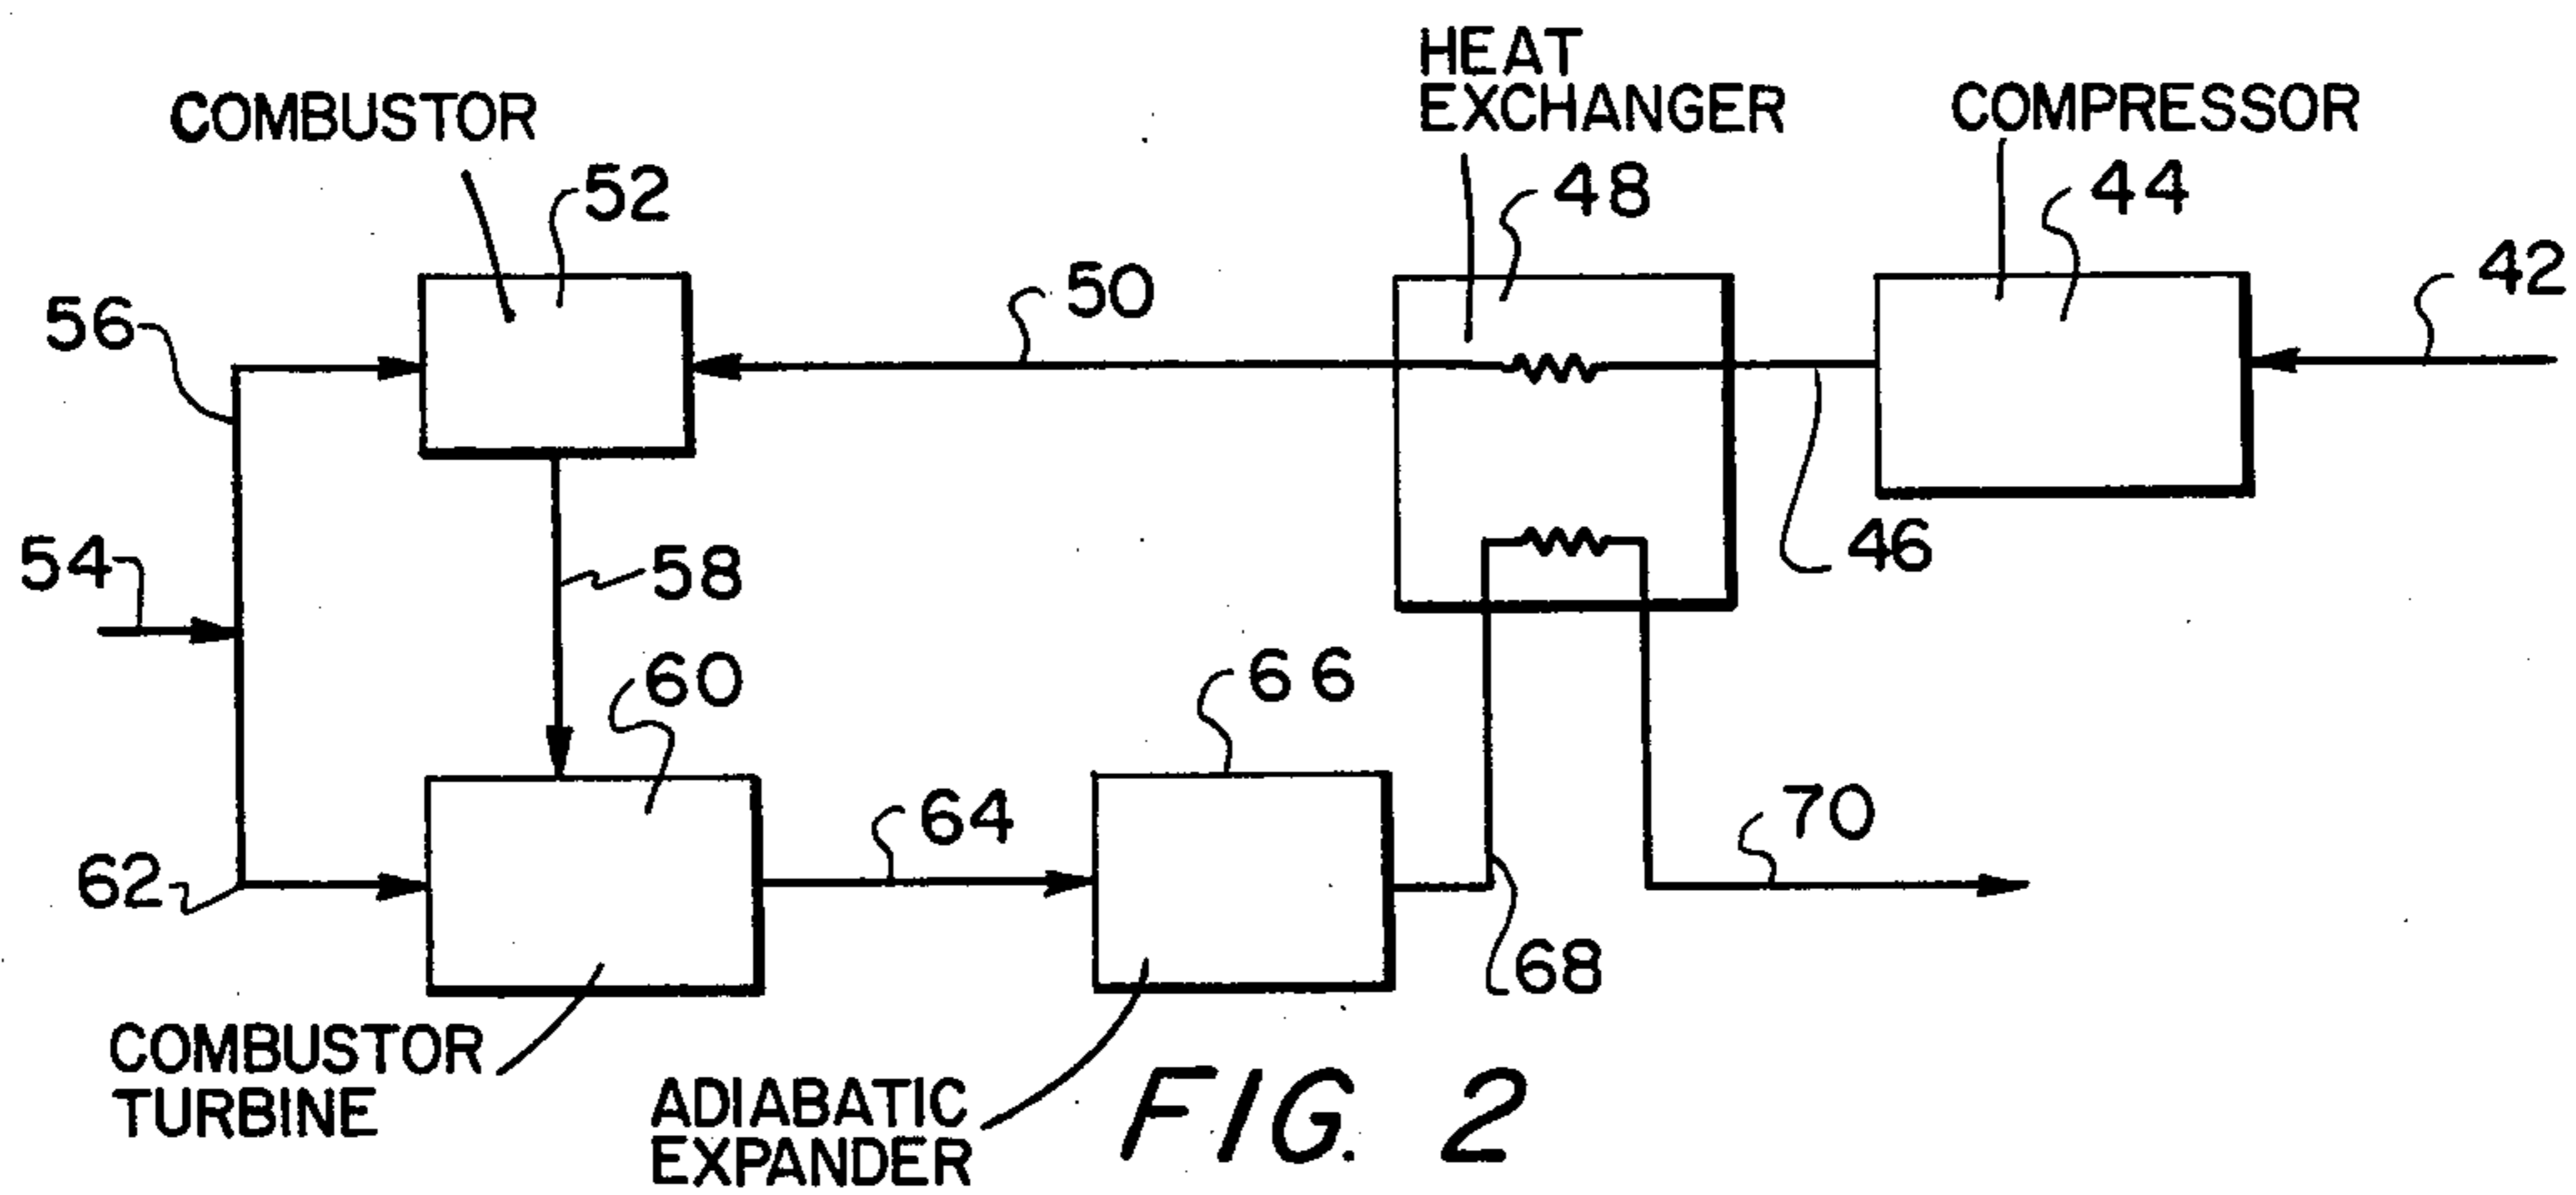 HEAT
EXCHANGER
COMPRESSOR
COMBUSTOR
52
48
44
42
56
50
54
58
46
60
66
64
70
62
68
COMBUSTOR
TURBINE
ADIABATIC
EXPANDER
FIG. 2